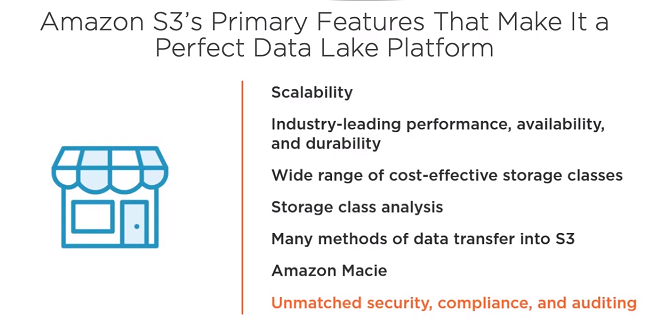 Amazon S3's Primary Features That Make It a
Perfect Data Lake Platform
Scalability
Industry-leading performance, availability,
and durability
Wide range of cost-effective storage classes
Storage class analysis
Many methods of data transfer into S3
Amazon Macie
Unmatched security, compliance, and auditing